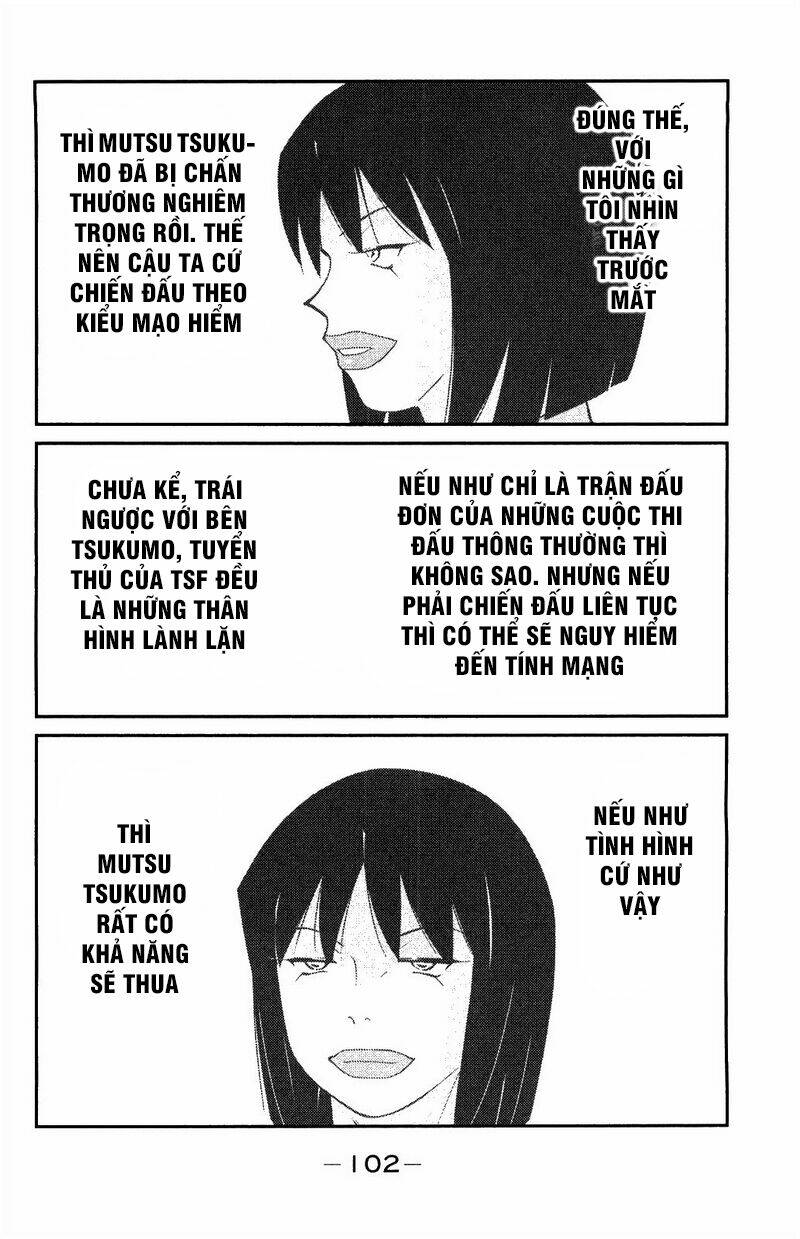 ĐÚNG THẾ,
VỚI
NHỮNG GÌ
TÔI NHÌN
THẤY
TRƯỚC
MẮT
THÌ MUTSU TSUKU-
MO ĐÃ BỊ CHẤN
THƯƠNG NGHIÊM
TRỌNG RỒI. THẾ
NÊN CẬU TA CỨ
CHIẾN ĐẤU THEO
KIỂU MẠO HIỂM
NẾU NHƯ CHỈ LÀ TRẬN ĐẤU
ĐƠN CỦA NHỮNG CUỘC THI
ĐẤU THÔNG THƯỜNG THÌ
KHÔNG SAO. NHƯNG NẾU
PHẢI CHIẾN ĐẤU LIÊN TỤC
THÌ CÓ THỂ SẼ NGUY HIỂM
ĐẾN TÍNH MẠNG
CHƯA KỂ, TRÁI
NGƯỢC VỚI BÊN
TSUKUMO, TUYỂN
THỦ CỦA TSF ĐỀU
LÀ NHỮNG THÂN
HÌNH LÀNH LẶN
NẾU NHƯ
TÌNH HÌNH
CỨ NHƯ
VẬY
THÌ
MUTSU
TSUKUMO
RẤT CÓ
KHẢ NĂNG
SẼ THUA
—102—